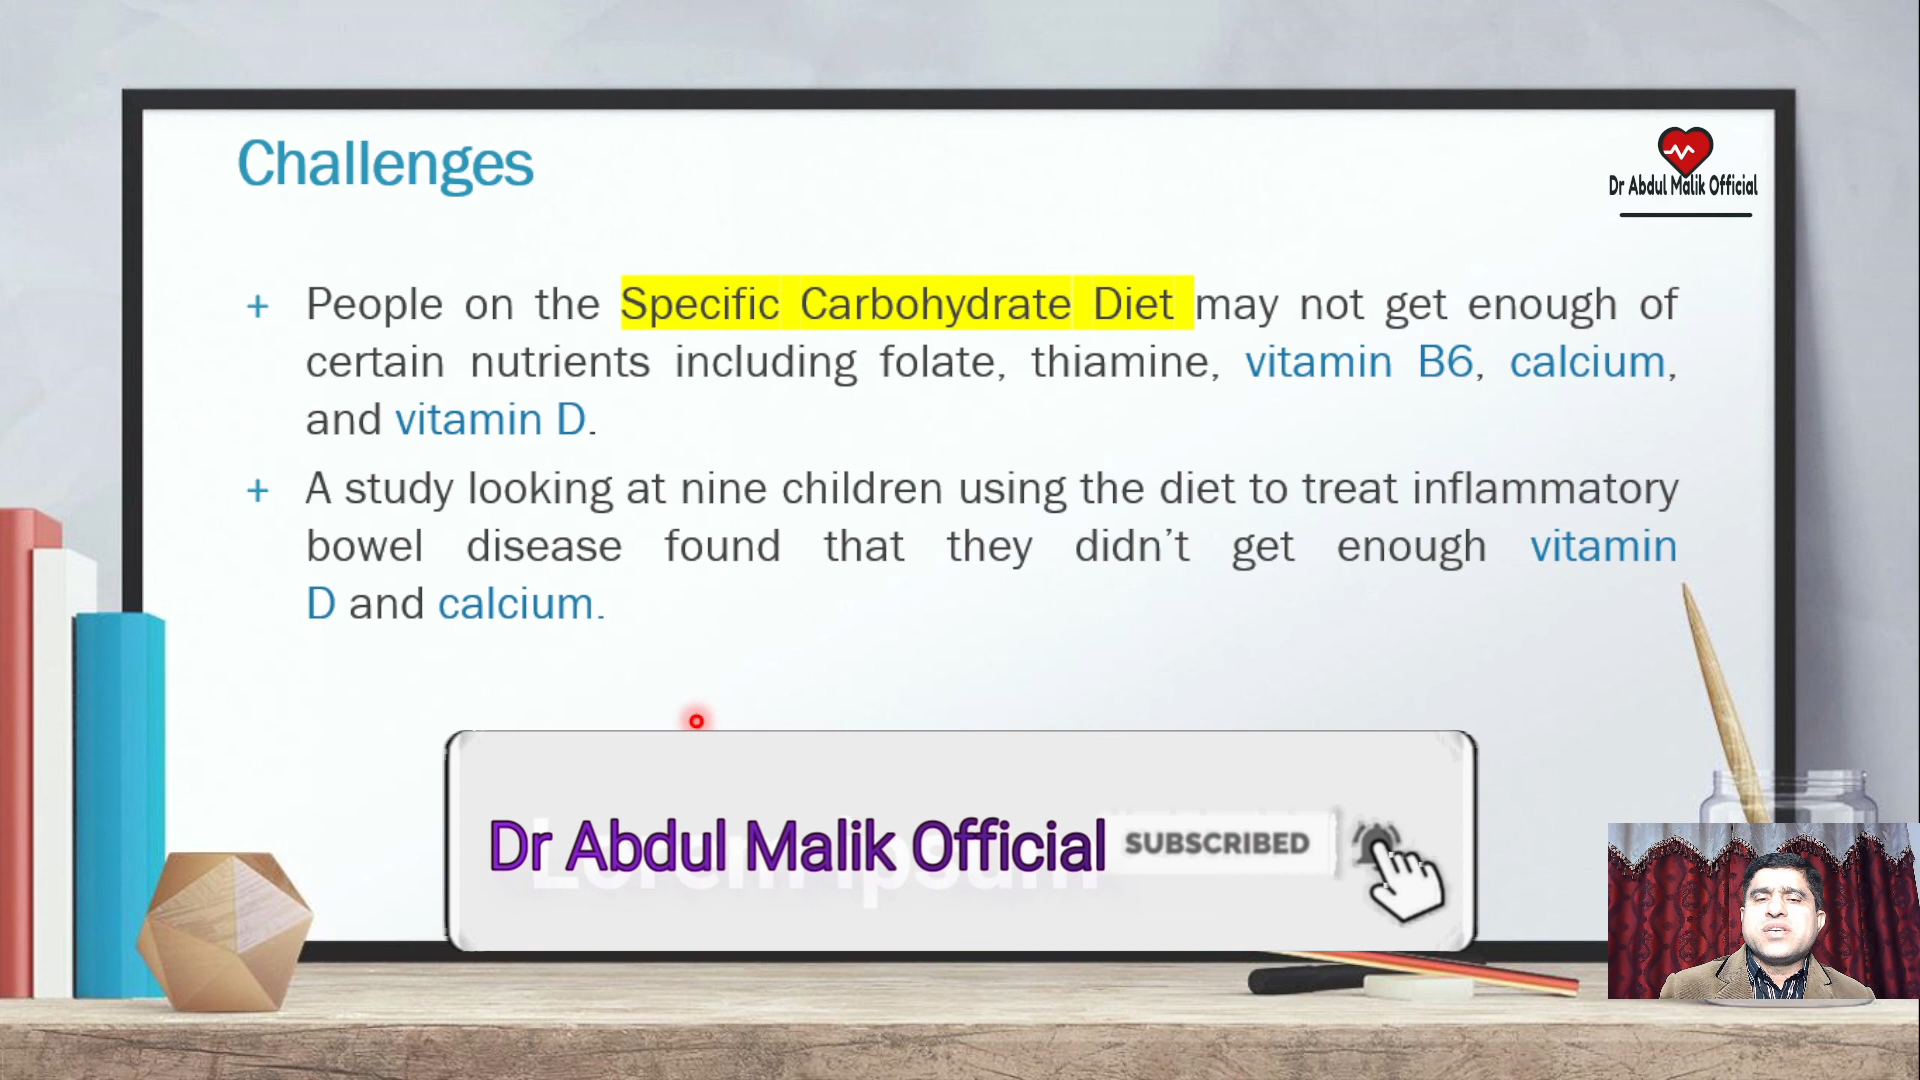 Challenges
Dr Abdul Malik Official
+ People on the Specific Carbohydrate Diet may not get enough of
certain nutrients including folate, thiamine, vitamin B6, calcium,
and vitamin D.
+ A study looking at nine children using the diet to treat inflammatory
bowel disease found that they didn’t get enough vitamin
D and calcium.
Dr Abdul Malik Official SUBSCRIBED
Lorem ipsum